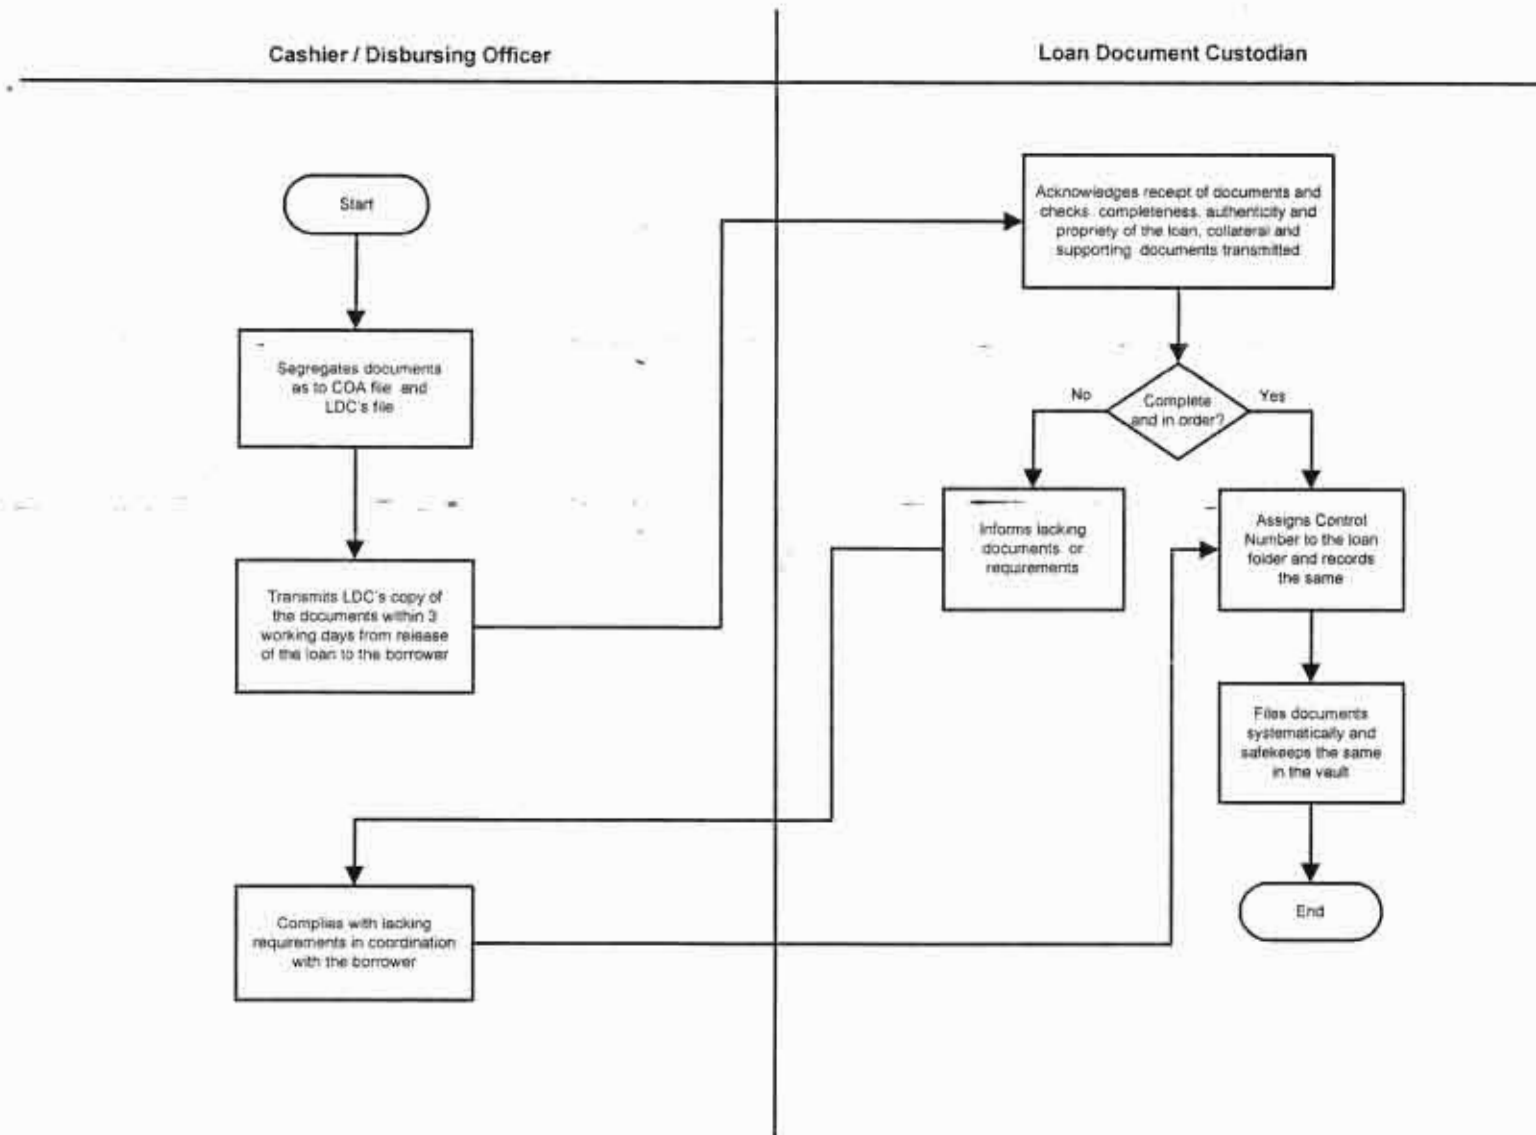 Cashier / Disbursing Officer
Loan Document Custodian
Start
Segregates documents
as to COA file and
LDC's file
Transmits LDC's copy of
the documents within 3
working days from release
of the loan to the borrower
Acknowledges receipt of documents and
checks completeness, authenticity and
propriety of the loan, collateral and
supporting documents transmitted
Complete
and in order?
No
Yes
Informs lacking
documents or
requirements
Assigns Control
Number to the loan
folder and records
the same
Files documents
systematically and
safekeeps the same
in the vault
Complies with lacking
requirements in coordination
with the borrower
End